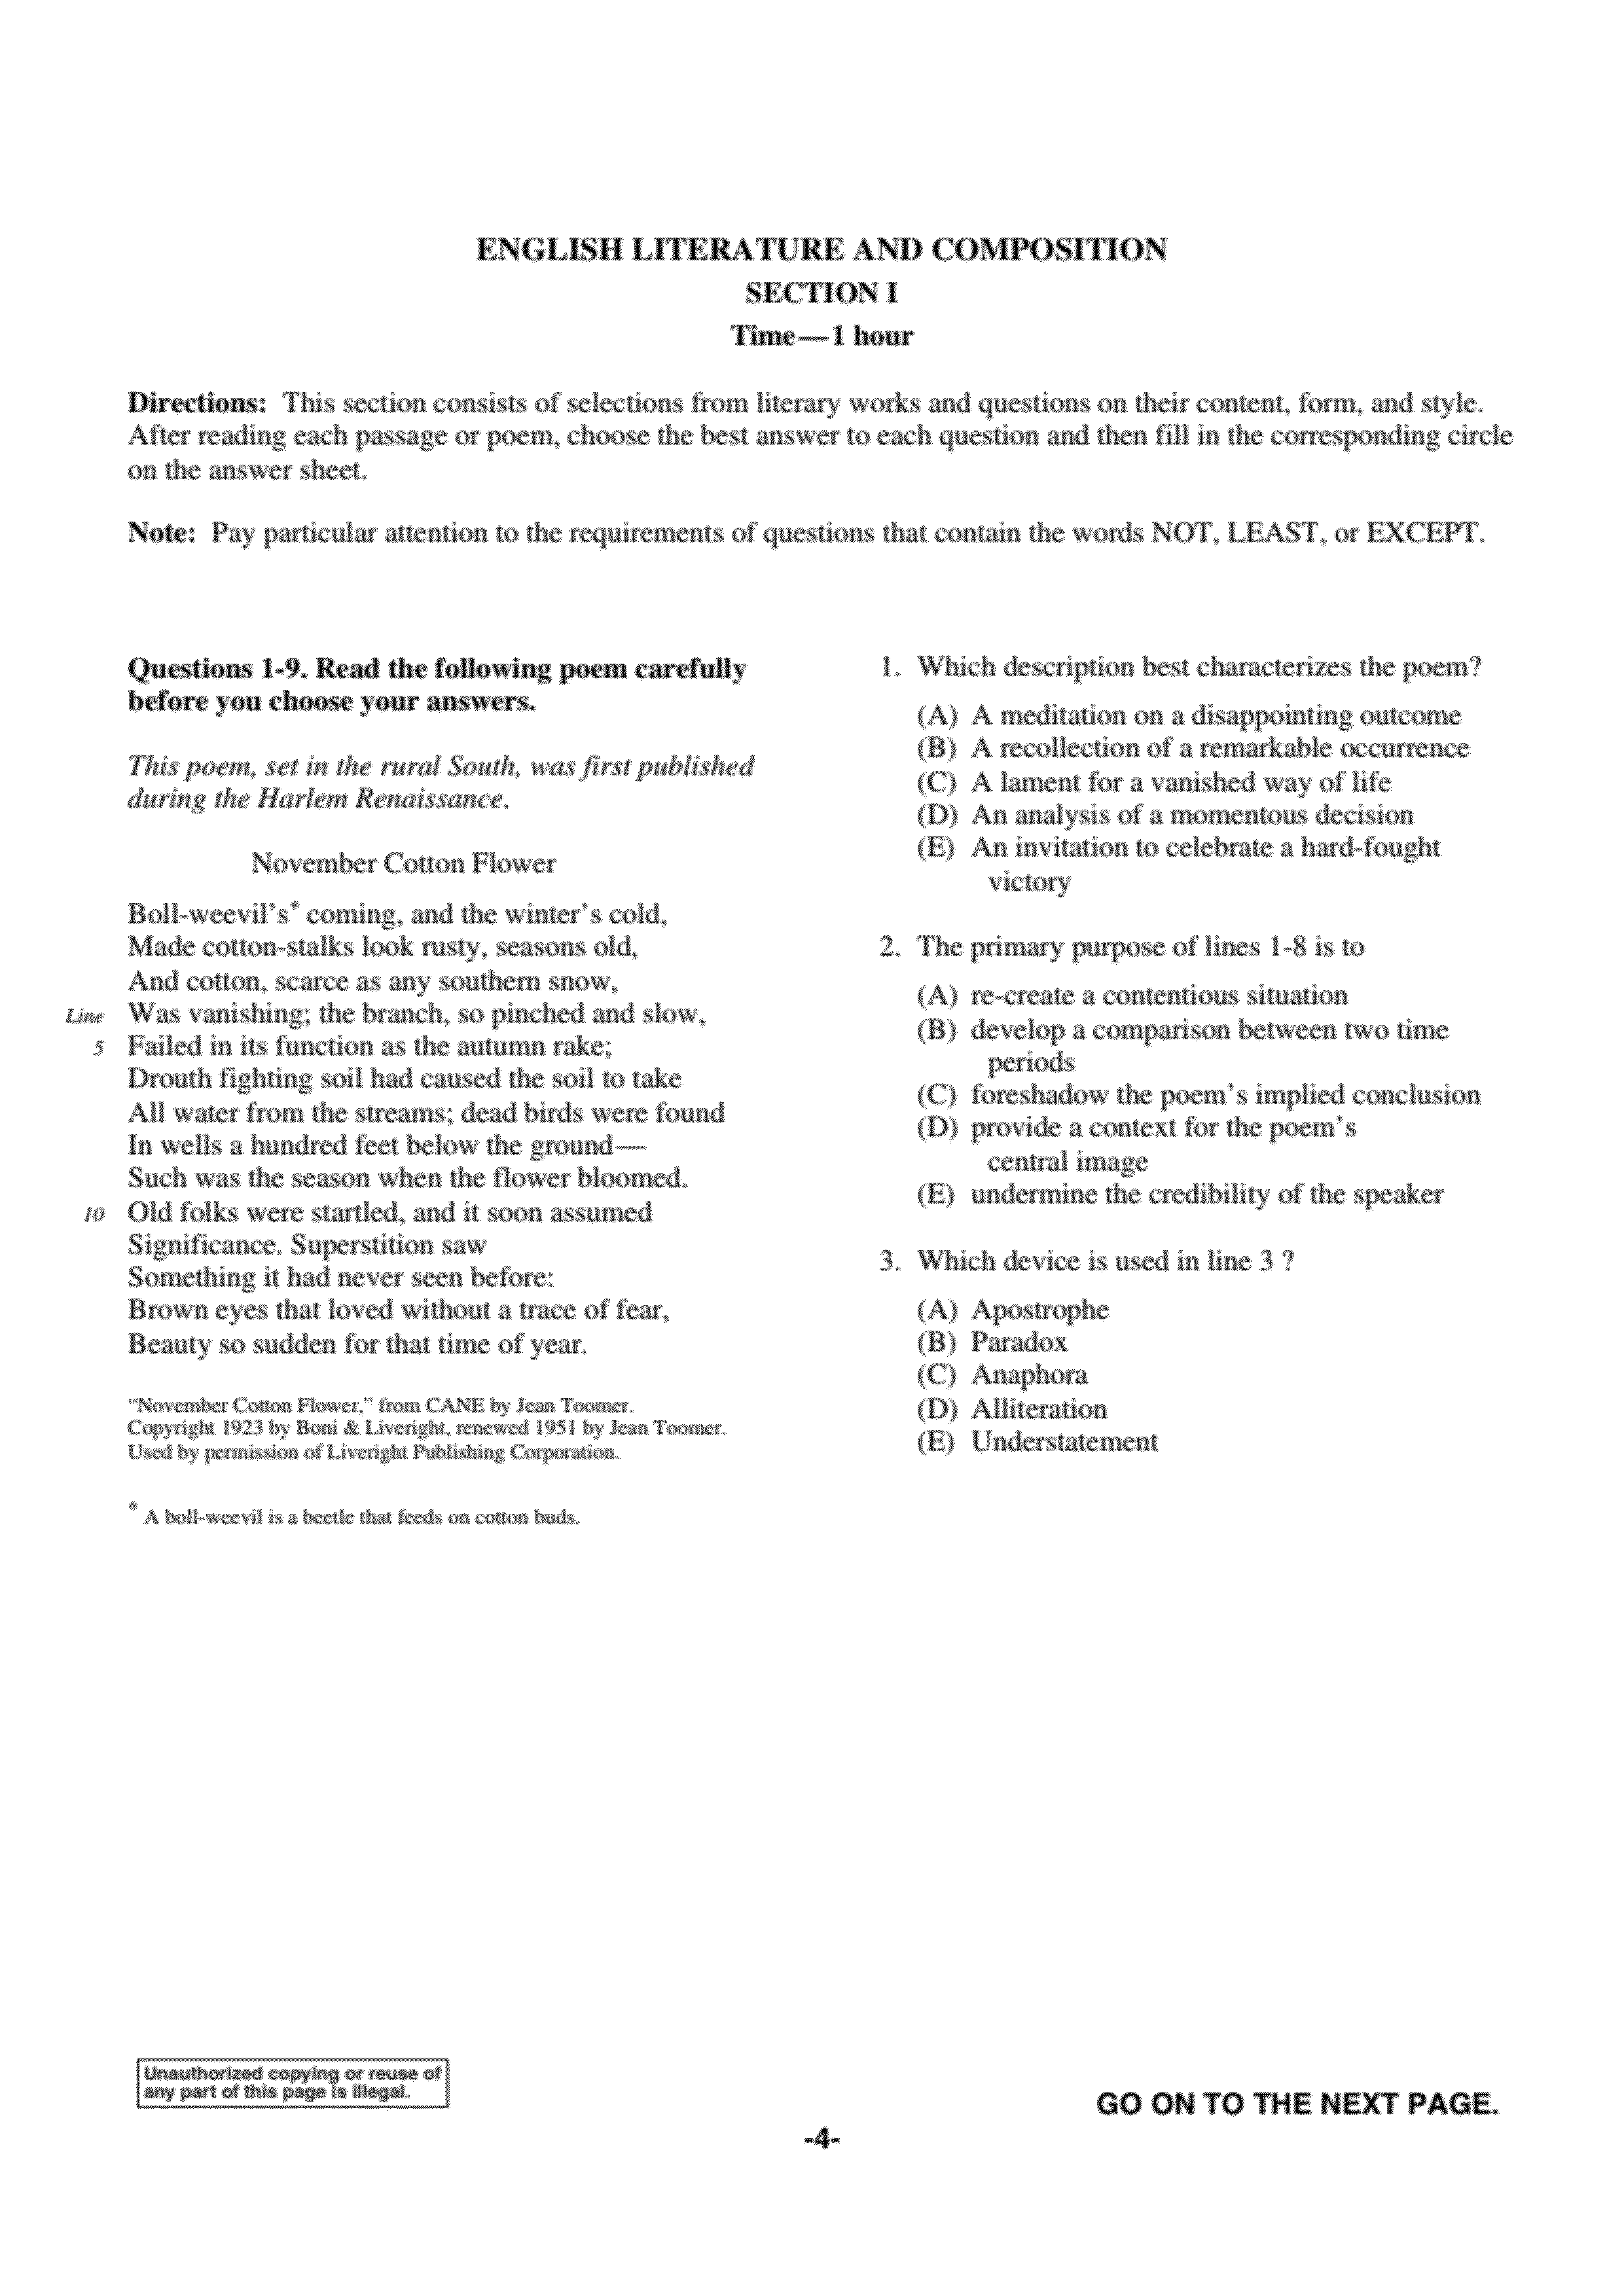 ENGLISH LITERATURE AND COMPOSITION
SECTION I
Time—1 hour
Directions: This section consists of selections from literary works and questions on their content, form, and style.
After reading each passage or poem, choose the best answer to each question and then fill in the corresponding circle
on the answer sheet.
Note: Pay particular attention to the requirements of questions that contain the words NOT, LEAST, or EXCEPT.
Questions 1-9. Read the following poem carefully
before you choose your answers.
This poem, set in the rural South, was first published
during the Harlem Renaissance.
November Cotton Flower
Boll-weevil's* coming, and the winter's cold,
Made cotton-stalks look rusty, seasons old,
And cotton, scarce as any southern snow,
Line Was vanishing; the branch, so pinched and slow,
5 Failed in its function as the autumn rake;
Drouth fighting soil had caused the soil to take
All water from the streams; dead birds were found
In wells a hundred feet below the ground—
Such was the season when the flower bloomed.
10 Old folks were startled, and it soon assumed
Significance. Superstition saw
Something it had never seen before:
Brown eyes that loved without a trace of fear,
Beauty so sudden for that time of year.
"November Cotton Flower," from CANE by Jean Toomer.
Copyright 1923 by Boni & Liveright, renewed 1951 by Jean Toomer.
Used by permission of Liveright Publishing Corporation.
* A boll-weevil is a beetle that feeds on cotton buds.
1. Which description best characterizes the poem?
(A) A meditation on a disappointing outcome
(B) A recollection of a remarkable occurrence
(C) A lament for a vanished way of life
(D) An analysis of a momentous decision
(E) An invitation to celebrate a hard-fought
victory
2. The primary purpose of lines 1-8 is to
(A) re-create a contentious situation
(B) develop a comparison between two time
periods
(C) foreshadow the poem's implied conclusion
(D) provide a context for the poem's
central image
(E) undermine the credibility of the speaker
3. Which device is used in line 3 ?
(A) Apostrophe
(B) Paradox
(C) Anaphora
(D) Alliteration
(E) Understatement
Unauthorized copying or reuse of
any part of this page is illegal.
GO ON TO THE NEXT PAGE.
-4-